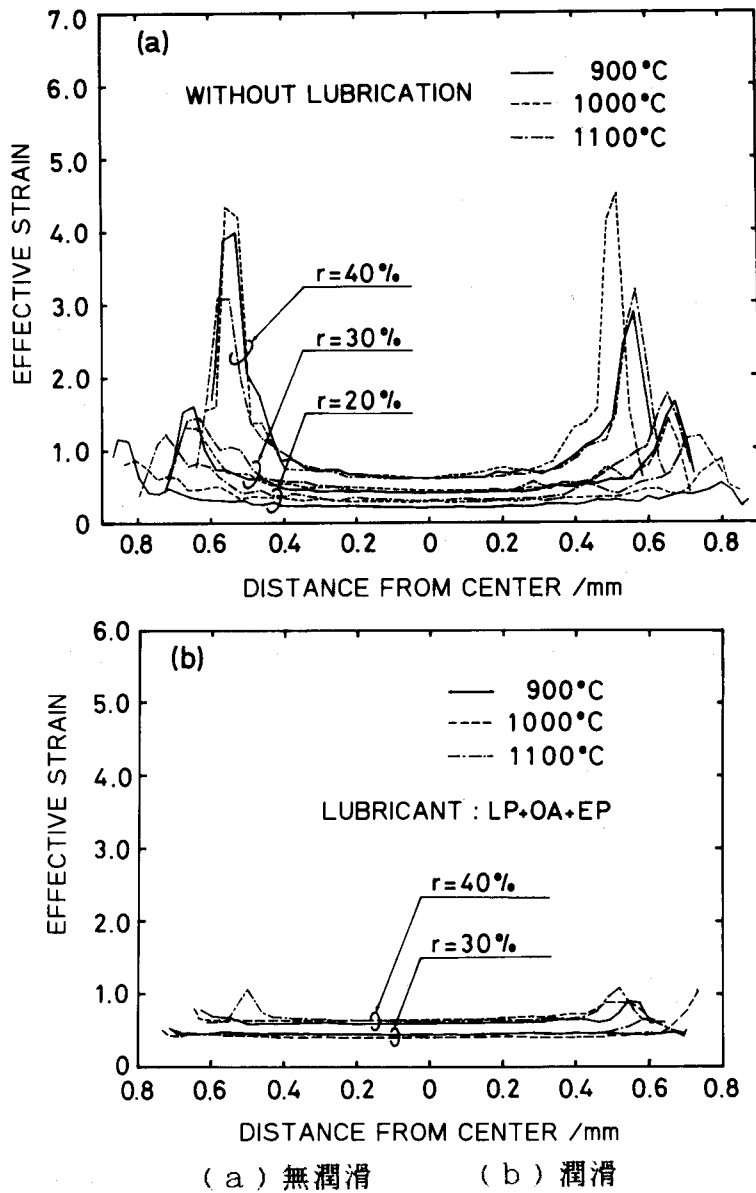 7.0
(a)
6.0
WITHOUT LUBRICATION
900°C
1000°C
1100°C
5.0
4.0
3.0
2.0
1.0
0
EFFECTIVE STRAIN
r=40%
r=30%
r=20%
0.8 0.6 0.4 0.2 0 0.2 0.4 0.6 0.8
DISTANCE FROM CENTER /mm
6.0
(b)
5.0
4.0
3.0
2.0
1.0
0
EFFECTIVE STRAIN
900°C
1000°C
1100°C
LUBRICANT : LP+OA+EP
r=40%
r=30%
0.8 0.6 0.4 0.2 0 0.2 0.4 0.6 0.8
DISTANCE FROM CENTER /mm
(a)無潤滑 (b)潤滑